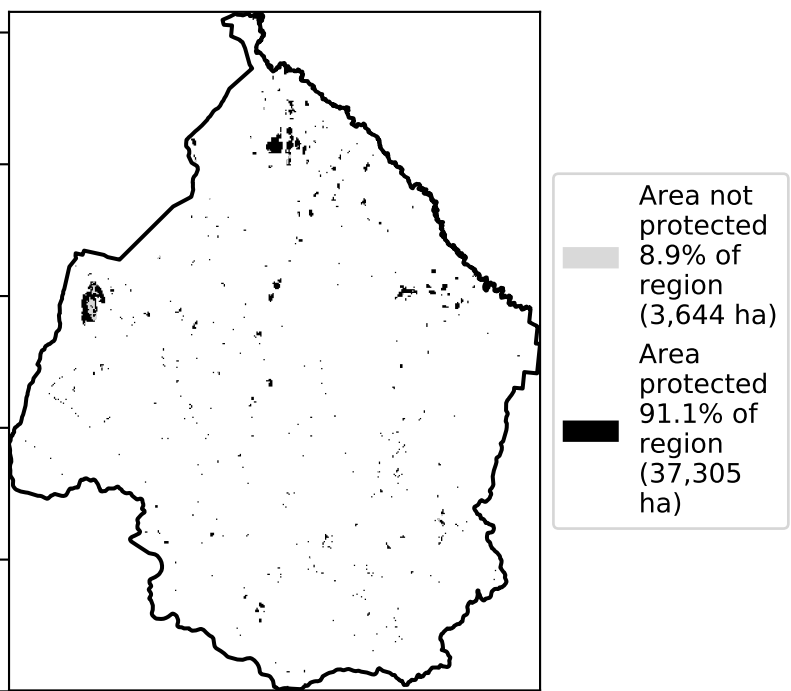 Area not
protected
8.9% of
region
(3,644 ha)
Area
protected
91.1% of
region
(37,305
ha)